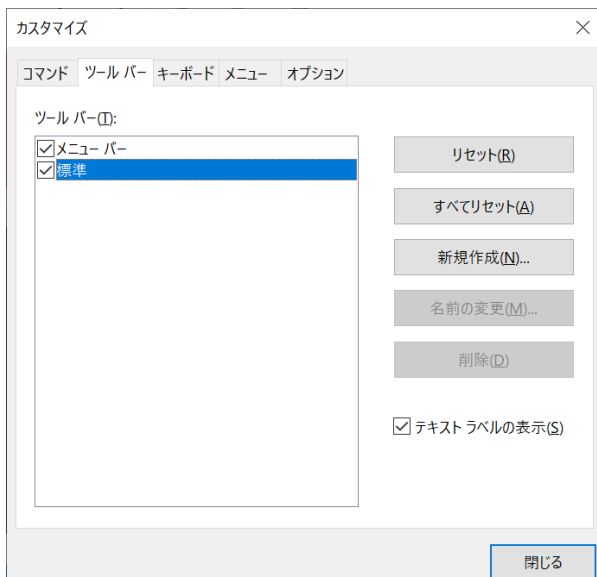 カスタマイズ
コマンド ツール バー キーボード メニュー オプション
ツール バー(T):
メニュー バー
標準
リセット(R)
すべてリセット(A)
新規作成(N)...
名前の変更(M)...
削除(D)
テキスト ラベルの表示(S)
閉じる